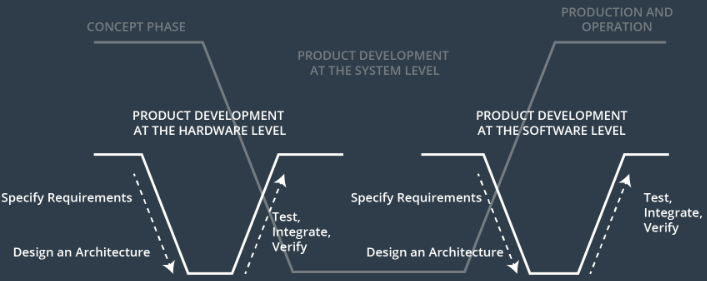 CONCEPT PHASE
PRODUCTION AND
OPERATION
PRODUCT DEVELOPMENT
AT THE SYSTEM LEVEL
PRODUCT DEVELOPMENT
AT THE HARDWARE LEVEL
Specify Requirements
Design an Architecture
Test,
Integrate,
Verify
PRODUCT DEVELOPMENT
AT THE SOFTWARE LEVEL
Specify Requirements
Design an Architecture
Test,
Integrate,
Verify